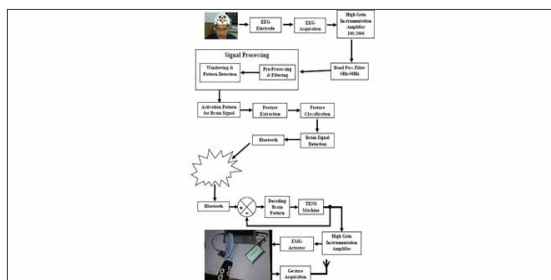 EEG
Electrode
EEG
Acquisition
High Gain
Instrumentation
Amplifier
Signal Processing
Windowing &
Pattern Detection
Pre-Processing
& Filtering
Band Pass Filter
Activation Pattern
for Brain Signal
Feature
Extraction
Feature
Classification
Bluetooth
Brain Signal
Detection
Bluetooth
Decoding
Brain
Pattern
TENS
Machine
EMG
Actuator
High Gain
Instrumentation
Amplifier
Gesture
Acquisition